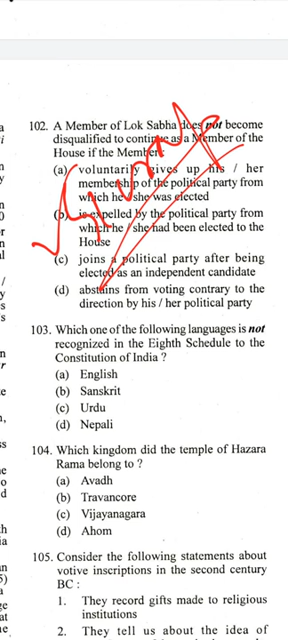 102. A Member of Lok Sabha does not become
disqualified to continue as a Member of the
House if the Member:
(a) voluntarily gives up his / her
membership of the political party from
which he / she was elected
(b) is expelled by the political party from
which he / she had been elected to the
House
(c) joins a political party after being
elected as an independent candidate
(d) abstains from voting contrary to the
direction by his / her political party
103. Which one of the following languages is not
recognized in the Eighth Schedule to the
Constitution of India ?
(a) English
(b) Sanskrit
(c) Urdu
(d) Nepali
104. Which kingdom did the temple of Hazara
Rama belong to ?
(a) Avadh
(b) Travancore
(c) Vijayanagara
(d) Ahom
105. Consider the following statements about
votive inscriptions in the second century
BC :
1. They record gifts made to religious
institutions
2. They tell us about the idea of